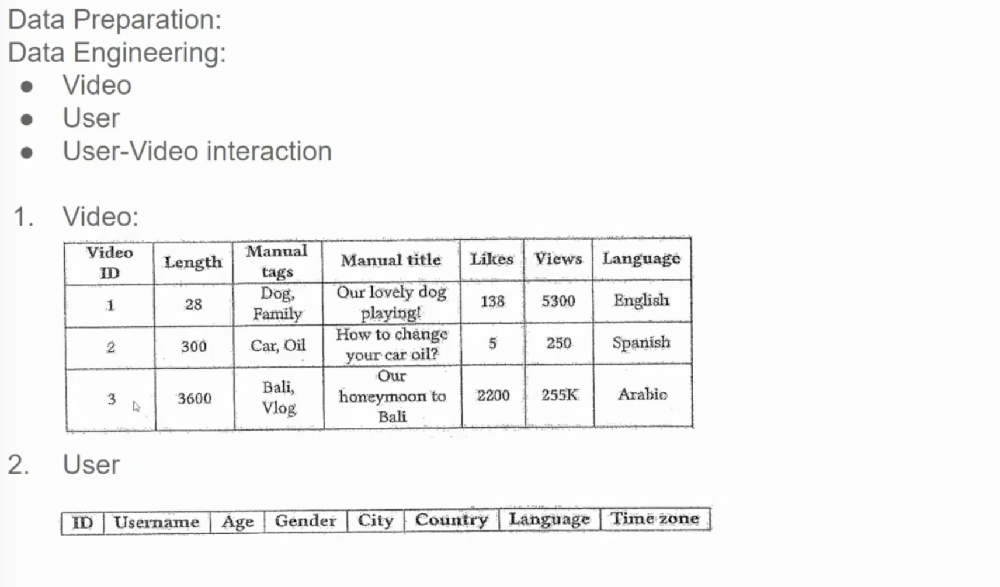 Data Preparation:
Data Engineering:
● Video
● User
● User-Video interaction
1. Video:
Video ID Length Manual tags Manual title Likes Views Language
1 28 Dog, Family Our lovely dog playing! 138 5300 English
2 300 Car, Oil How to change your car oil? 5 250 Spanish
3 3600 Bali, Vlog Our honeymoon to Bali 2200 255K Arabic
2. User
ID Username Age Gender City Country Language Time zone